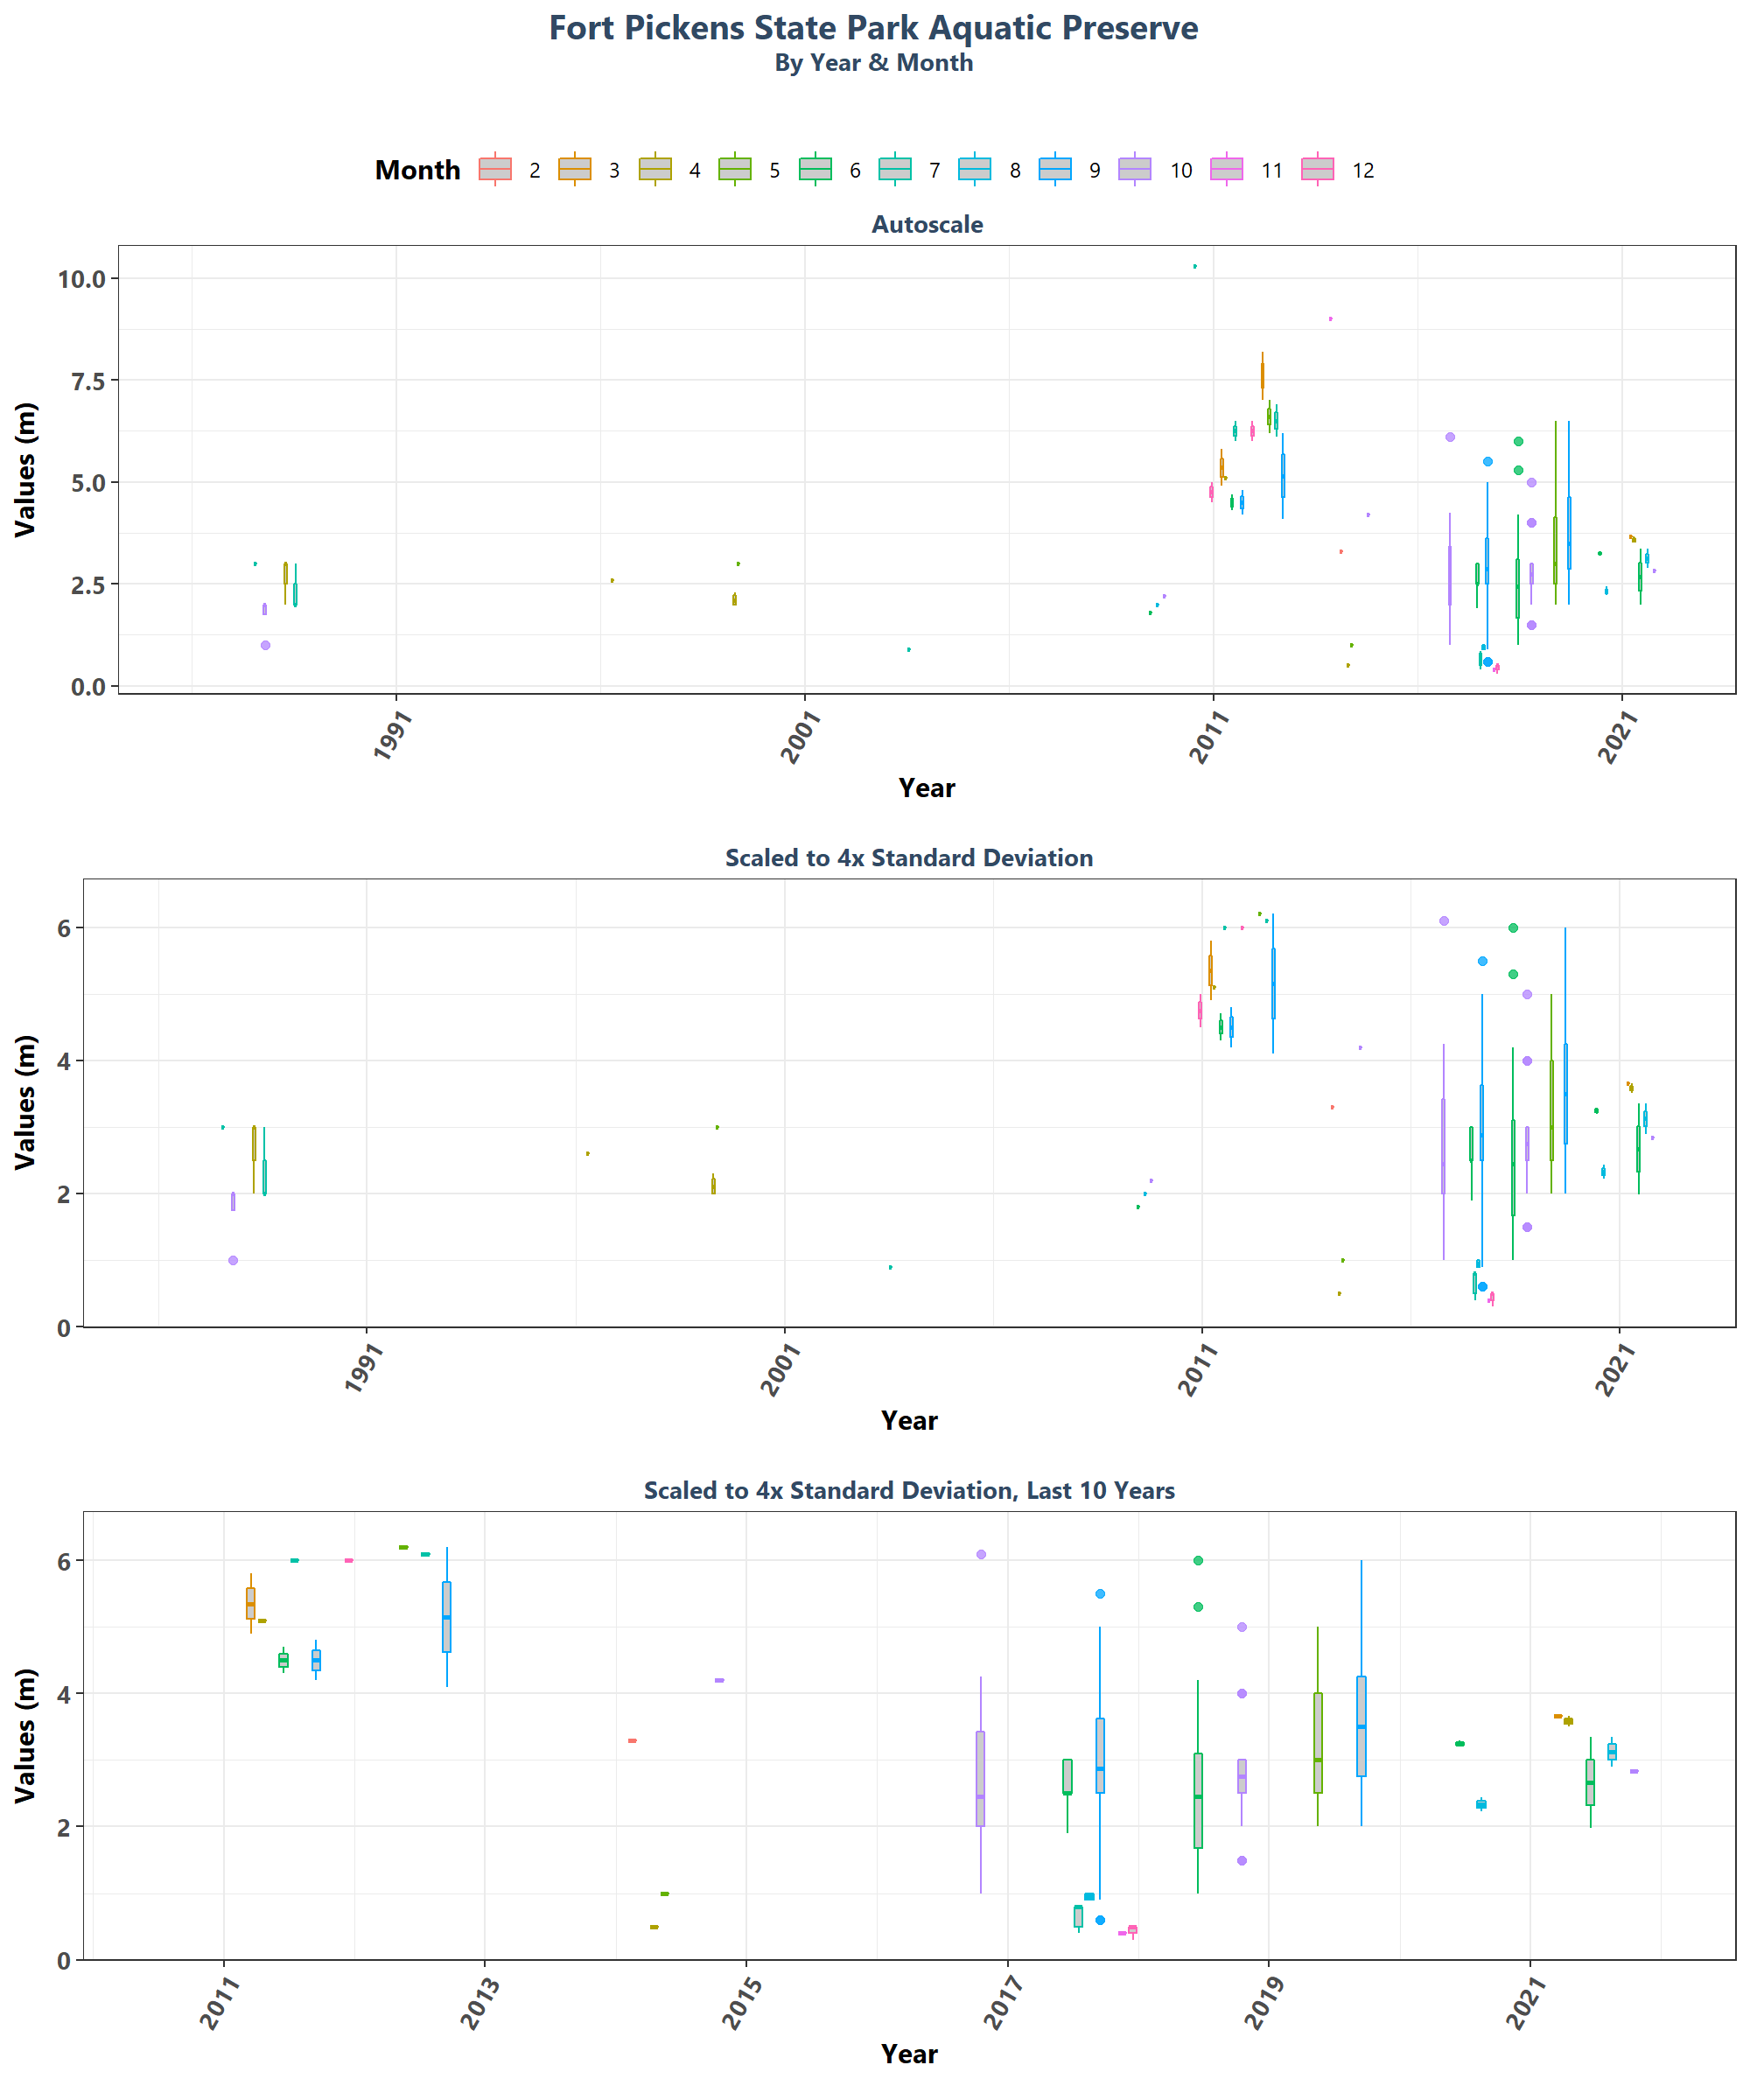 Fort Pickens State Park Aquatic Preserve
By Year & Month
Month 2 3 4 5 6 7 8 9 10 11 12
Autoscale
10.0
7.5
5.0
2.5
0.0
Values (m)
1991 2001 2011 2021
Year
Scaled to 4x Standard Deviation
6
4
2
0
Values (m)
1991 2001 2011 2021
Year
Scaled to 4x Standard Deviation, Last 10 Years
6
4
2
0
Values (m)
2011 2013 2015 2017 2019 2021
Year